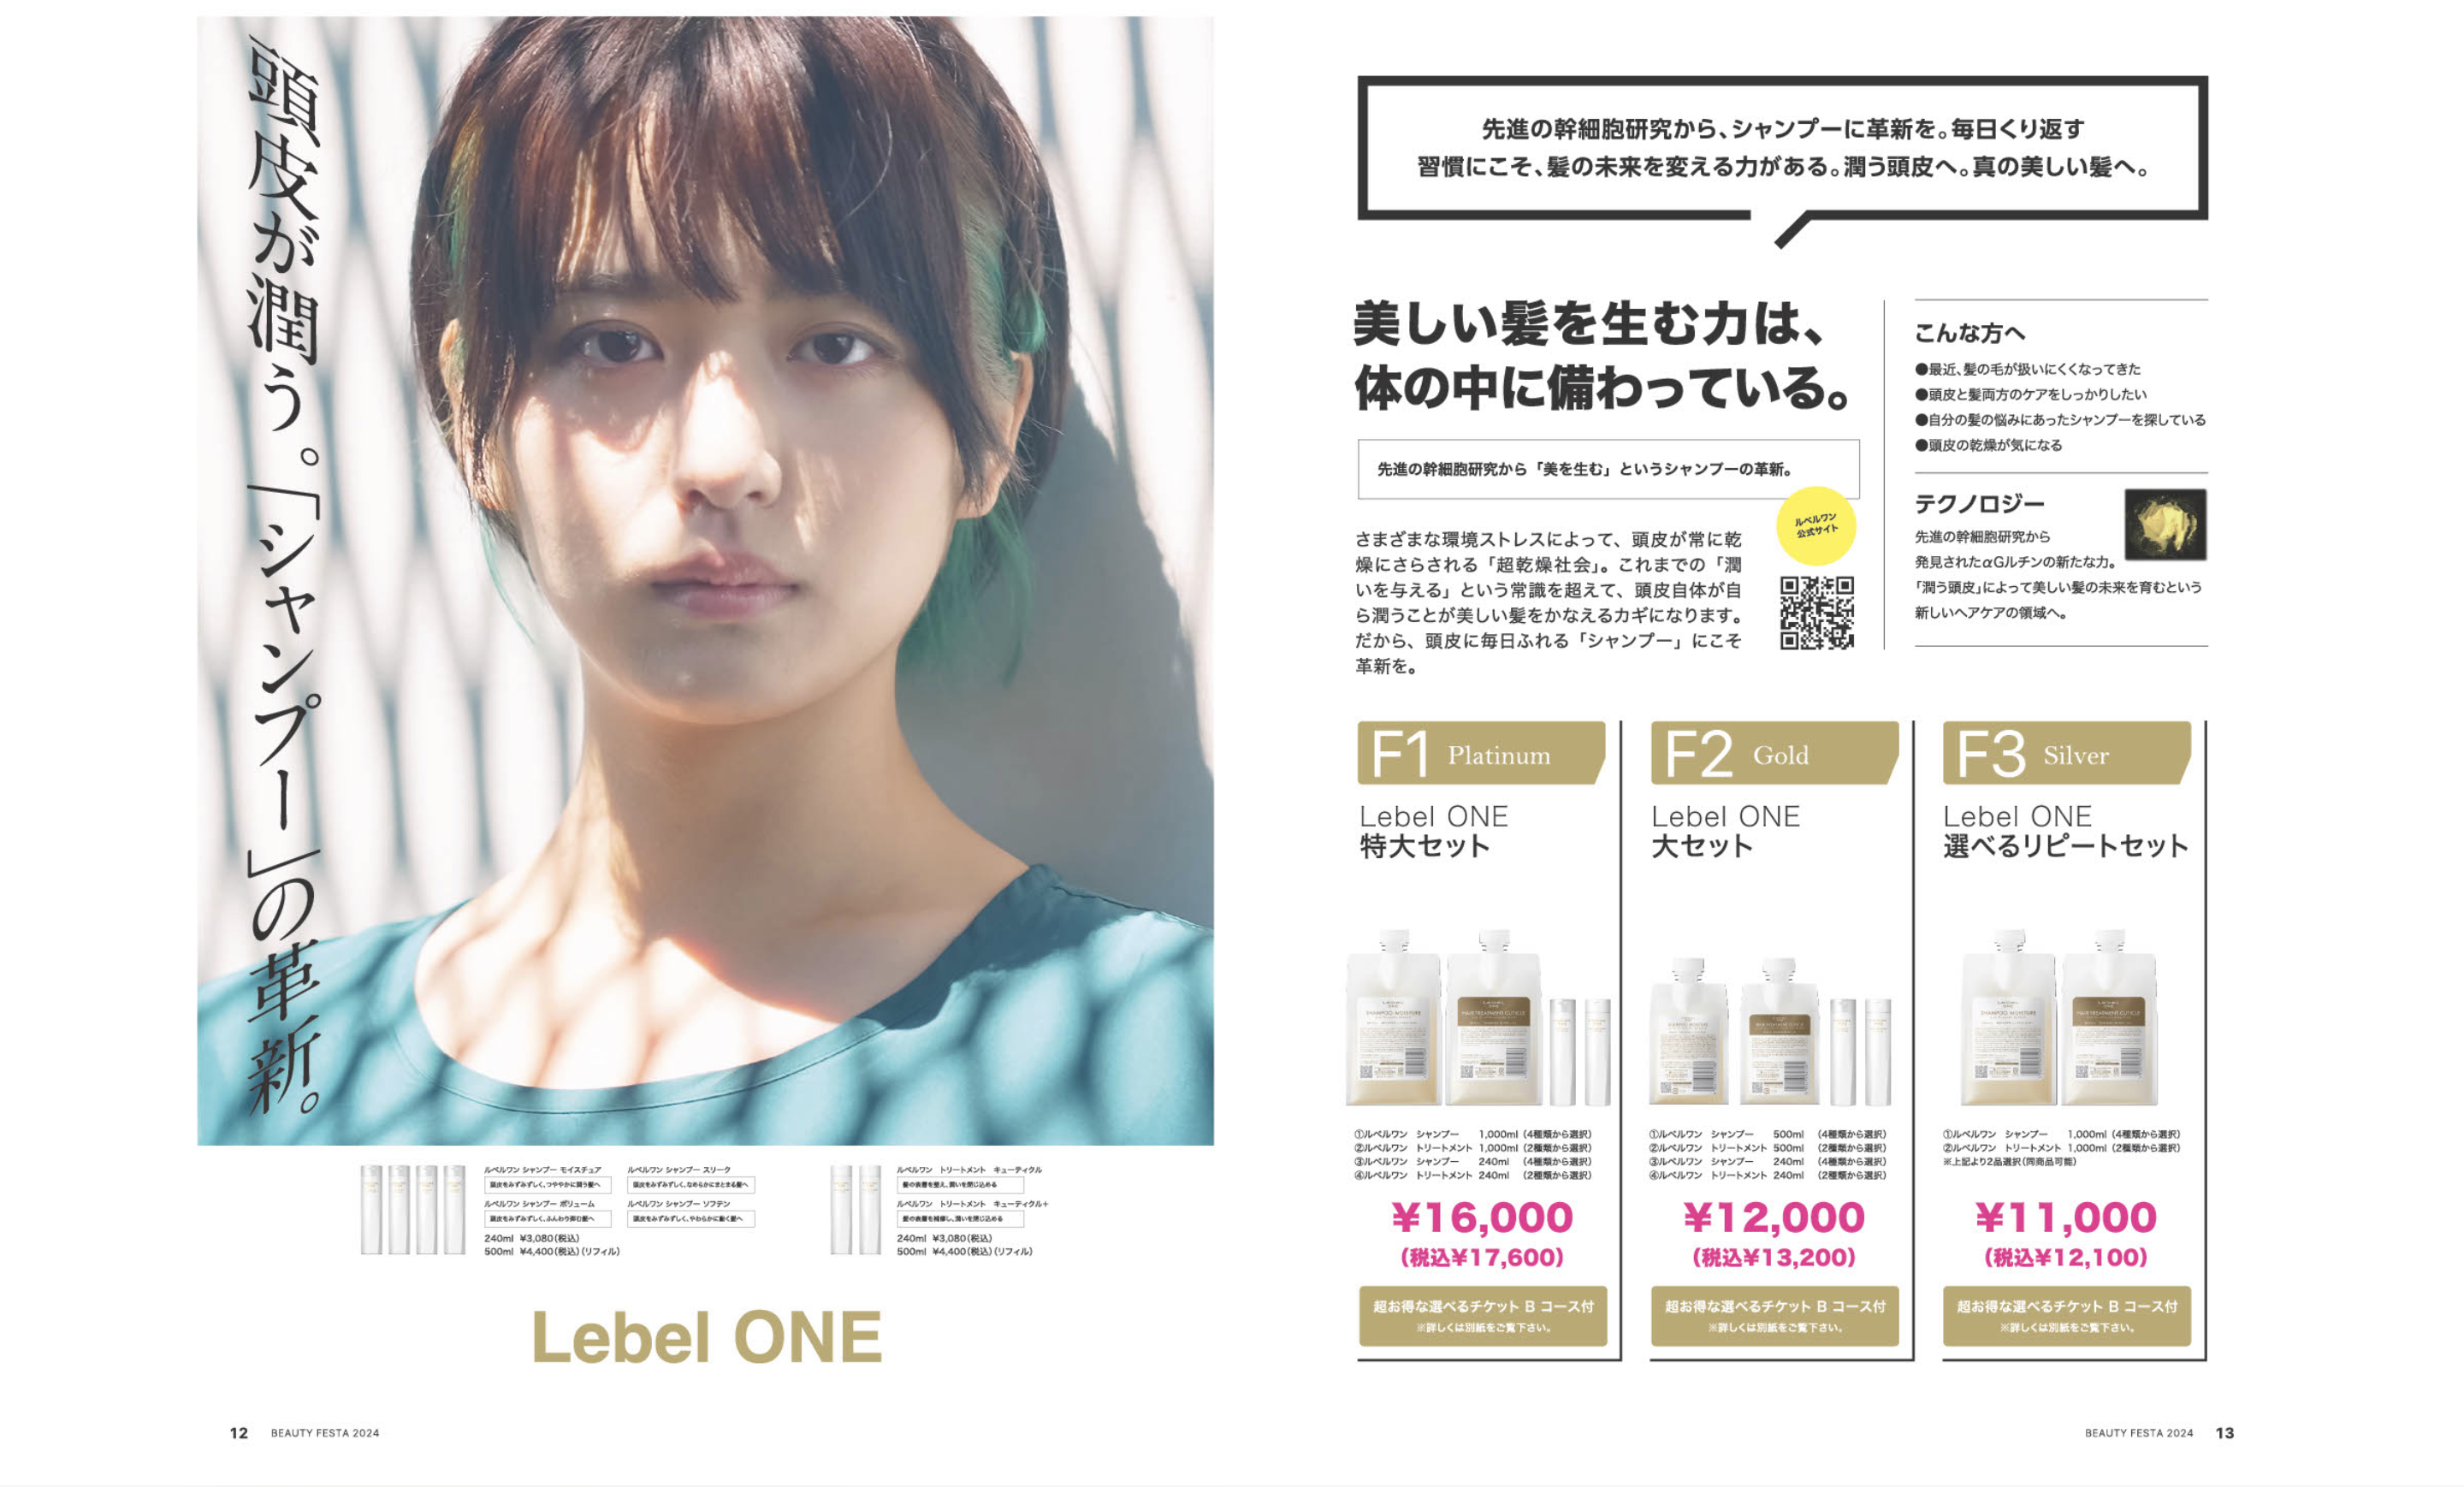 頭皮が潤う。「シャンプー」の革新。
ルベルワン シャンプー モイスチュア
頭皮をみずみずしく、つややかに潤う髪へ
ルベルワン シャンプー スリーク
頭皮をみずみずしく、なめらかにまとまる髪へ
ルベルワン シャンプー ボリューム
頭皮をみずみずしく、ふんわり弾む髪へ
ルベルワン シャンプー ソフテン
頭皮をみずみずしく、やわらかに動く髪へ
240ml ¥3,080(税込)
500ml ¥4,400(税込)(リフィル)
ルベルワン トリートメント キューティクル
髪の表層を整え、潤いを閉じ込める
ルベルワン トリートメント キューティクル+
髪の表層を補修し、潤いを閉じ込める
240ml ¥3,080(税込)
500ml ¥4,400(税込)(リフィル)
Lebel ONE
12 BEAUTY FESTA 2024
先進の幹細胞研究から、シャンプーに革新を。毎日くり返す
習慣にこそ、髪の未来を変える力がある。潤う頭皮へ。真の美しい髪へ。
美しい髪を生む力は、
体の中に備わっている。
先進の幹細胞研究から「美を生む」というシャンプーの革新。
さまざまな環境ストレスによって、頭皮が常に乾
燥にさらされる「超乾燥社会」。これまでの「潤
いを与える」という常識を超えて、頭皮自体が自
ら潤うことが美しい髪をかなえるカギになります。
だから、頭皮に毎日ふれる「シャンプー」にこそ
革新を。
ルベルワン
公式サイト
こんな方へ
●最近、髪の毛が扱いにくくなってきた
●頭皮と髪両方のケアをしっかりしたい
●自分の髪の悩みにあったシャンプーを探している
●頭皮の乾燥が気になる
テクノロジー
先進の幹細胞研究から
発見されたαGルチンの新たな力。
「潤う頭皮」によって美しい髪の未来を育むという
新しいヘアケアの領域へ。
F1 Platinum
Lebel ONE
特大セット
SHAMPOO MOISTURE
HAIR TREATMENT CUTICLE
①ルベルワン シャンプー 1,000ml (4種類から選択)
②ルベルワン トリートメント 1,000ml (2種類から選択)
③ルベルワン シャンプー 240ml (4種類から選択)
④ルベルワン トリートメント 240ml (2種類から選択)
¥16,000
(税込¥17,600)
超お得な選べるチケット B コース付
※詳しくは別紙をご覧下さい。
F2 Gold
Lebel ONE
大セット
SHAMPOO MOISTURE
HAIR TREATMENT CUTICLE
①ルベルワン シャンプー 500ml (4種類から選択)
②ルベルワン トリートメント 500ml (2種類から選択)
③ルベルワン シャンプー 240ml (4種類から選択)
④ルベルワン トリートメント 240ml (2種類から選択)
¥12,000
(税込¥13,200)
超お得な選べるチケット B コース付
※詳しくは別紙をご覧下さい。
F3 Silver
Lebel ONE
選べるリピートセット
SHAMPOO MOISTURE
HAIR TREATMENT CUTICLE
①ルベルワン シャンプー 1,000ml (4種類から選択)
②ルベルワン トリートメント 1,000ml (2種類から選択)
※上記より2品選択(同商品可能)
¥11,000
(税込¥12,100)
超お得な選べるチケット B コース付
※詳しくは別紙をご覧下さい。
BEAUTY FESTA 2024 13